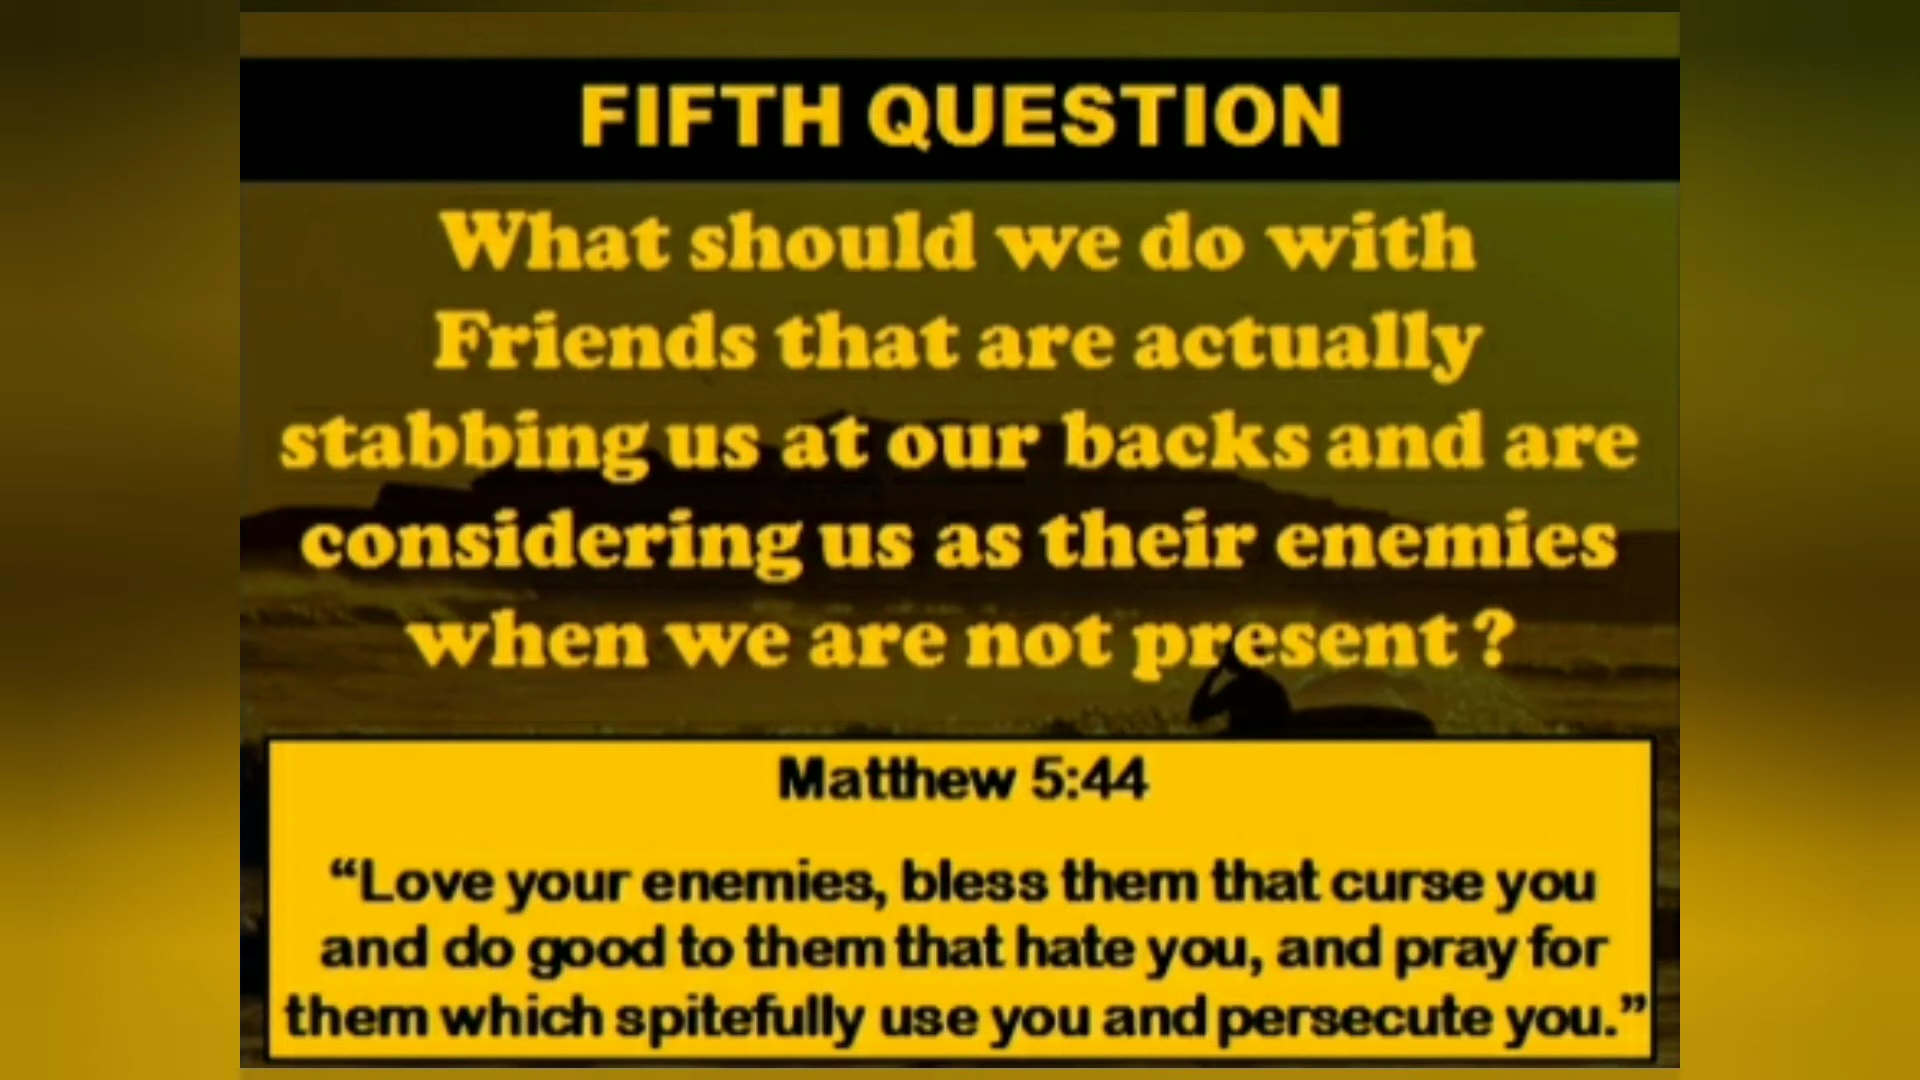 FIFTH QUESTION
What should we do with
Friends that are actually
stabbing us at our backs and are
considering us as their enemies
when we are not present ?
Matthew 5:44
“Love your enemies, bless them that curse you
and do good to them that hate you, and pray for
them which spitefully use you and persecute you.”